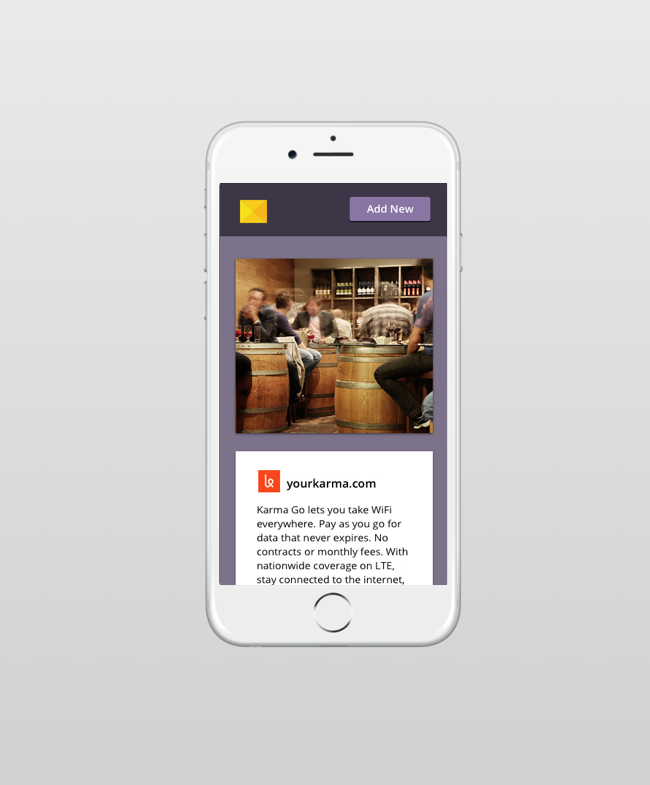 Add New
yourkarma.com
Karma Go lets you take WiFi
everywhere. Pay as you go for
data that never expires. No
contracts or monthly fees. With
nationwide coverage on LTE,
stay connected to the internet,